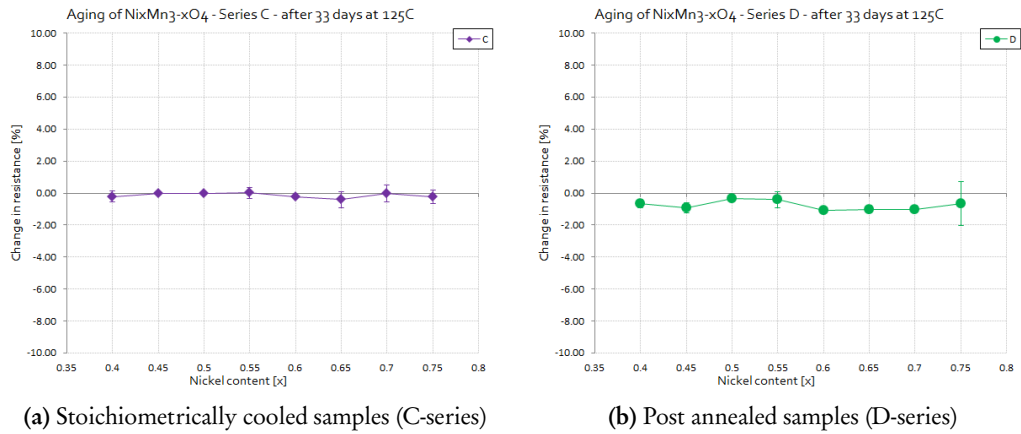 Aging of NixMn3-xO4 - Series C - after 33 days at 125C
C
10.00
8.00
6.00
4.00
2.00
0.00
-2.00
-4.00
-6.00
-8.00
-10.00
Change in resistance [%]
0.35 0.4 0.45 0.5 0.55 0.6 0.65 0.7 0.75 0.8
Nickel content [x]
(a) Stoichiometrically cooled samples (C-series)
Aging of NixMn3-xO4 - Series D - after 33 days at 125C
D
10.00
8.00
6.00
4.00
2.00
0.00
-2.00
-4.00
-6.00
-8.00
-10.00
Change in resistance [%]
0.35 0.4 0.45 0.5 0.55 0.6 0.65 0.7 0.75 0.8
Nickel content [x]
(b) Post annealed samples (D-series)